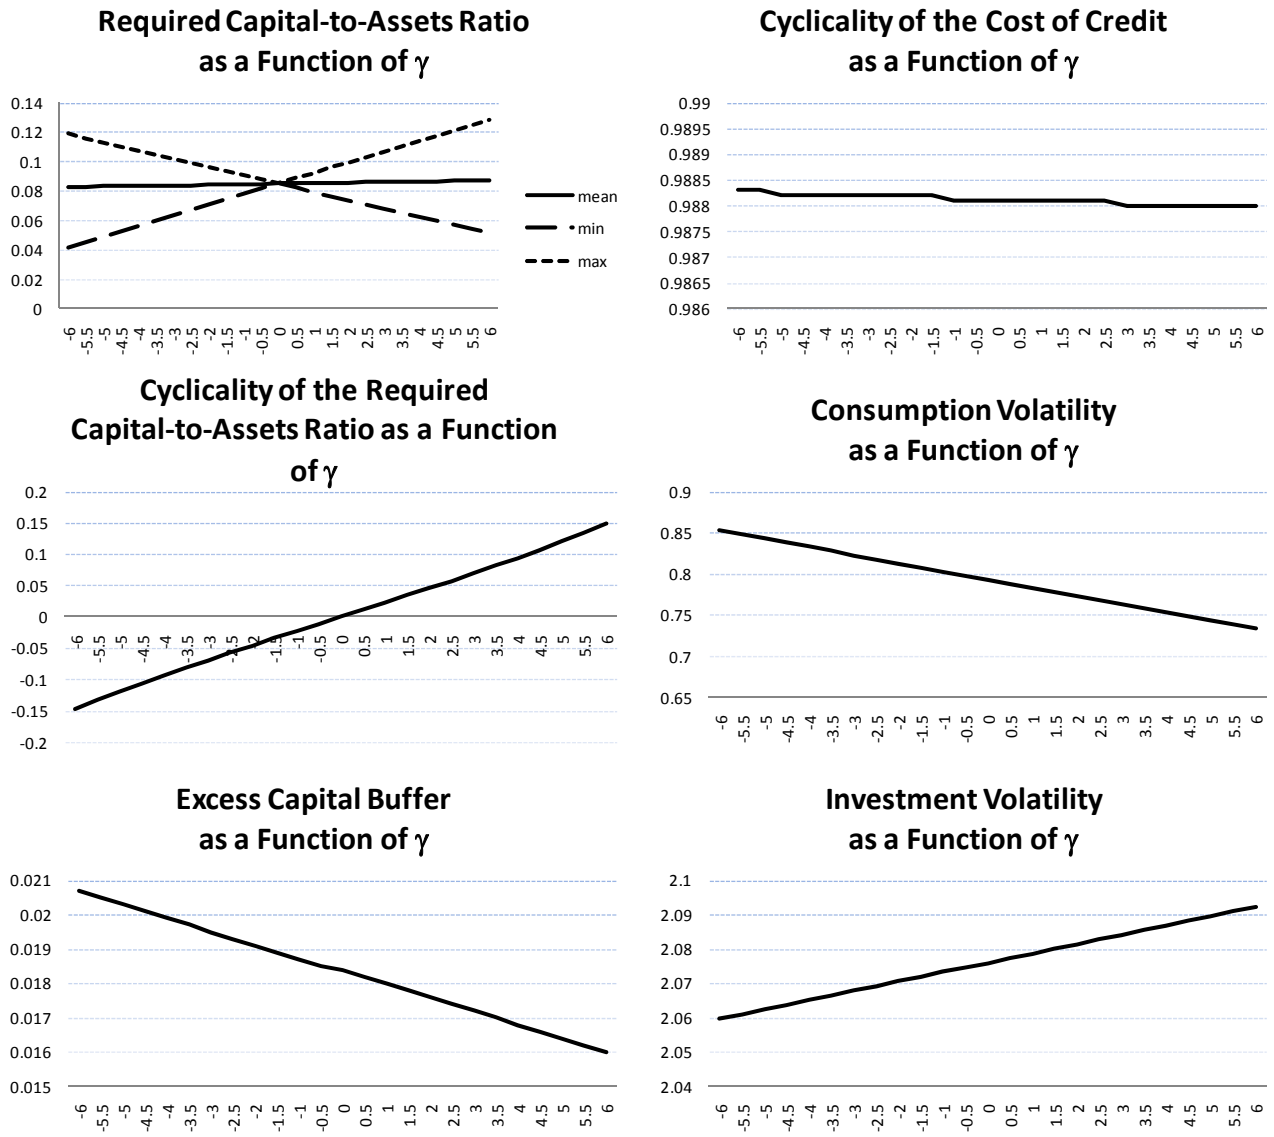 Required Capital-to-Assets Ratio
as a Function of γ
0.14
0.12
0.1
0.08
0.06
0.04
0.02
0
-6 -5.5 -5 -4.5 -4 -3.5 -3 -2.5 -2 -1.5 -1 -0.5 0 0.5 1 1.5 2 2.5 3 3.5 4 4.5 5 5.5 6
mean
min
max
Cyclicality of the Cost of Credit
as a Function of γ
0.99
0.9895
0.989
0.9885
0.988
0.9875
0.987
0.9865
0.986
-6 -5.5 -5 -4.5 -4 -3.5 -3 -2.5 -2 -1.5 -1 -0.5 0 0.5 1 1.5 2 2.5 3 3.5 4 4.5 5 5.5 6
Cyclicality of the Required
Capital-to-Assets Ratio as a Function
of γ
0.2
0.15
0.1
0.05
0
-0.05
-0.1
-0.15
-0.2
-6 -5.5 -5 -4.5 -4 -3.5 -3 -2.5 -2 -1.5 -1 -0.5 0 0.5 1 1.5 2 2.5 3 3.5 4 4.5 5 5.5 6
Consumption Volatility
as a Function of γ
0.9
0.85
0.8
0.75
0.7
0.65
-6 -5.5 -5 -4.5 -4 -3.5 -3 -2.5 -2 -1.5 -1 -0.5 0 0.5 1 1.5 2 2.5 3 3.5 4 4.5 5 5.5 6
Excess Capital Buffer
as a Function of γ
0.021
0.02
0.019
0.018
0.017
0.016
0.015
-6 -5.5 -5 -4.5 -4 -3.5 -3 -2.5 -2 -1.5 -1 -0.5 0 0.5 1 1.5 2 2.5 3 3.5 4 4.5 5 5.5 6
Investment Volatility
as a Function of γ
2.1
2.09
2.08
2.07
2.06
2.05
2.04
-6 -5.5 -5 -4.5 -4 -3.5 -3 -2.5 -2 -1.5 -1 -0.5 0 0.5 1 1.5 2 2.5 3 3.5 4 4.5 5 5.5 6